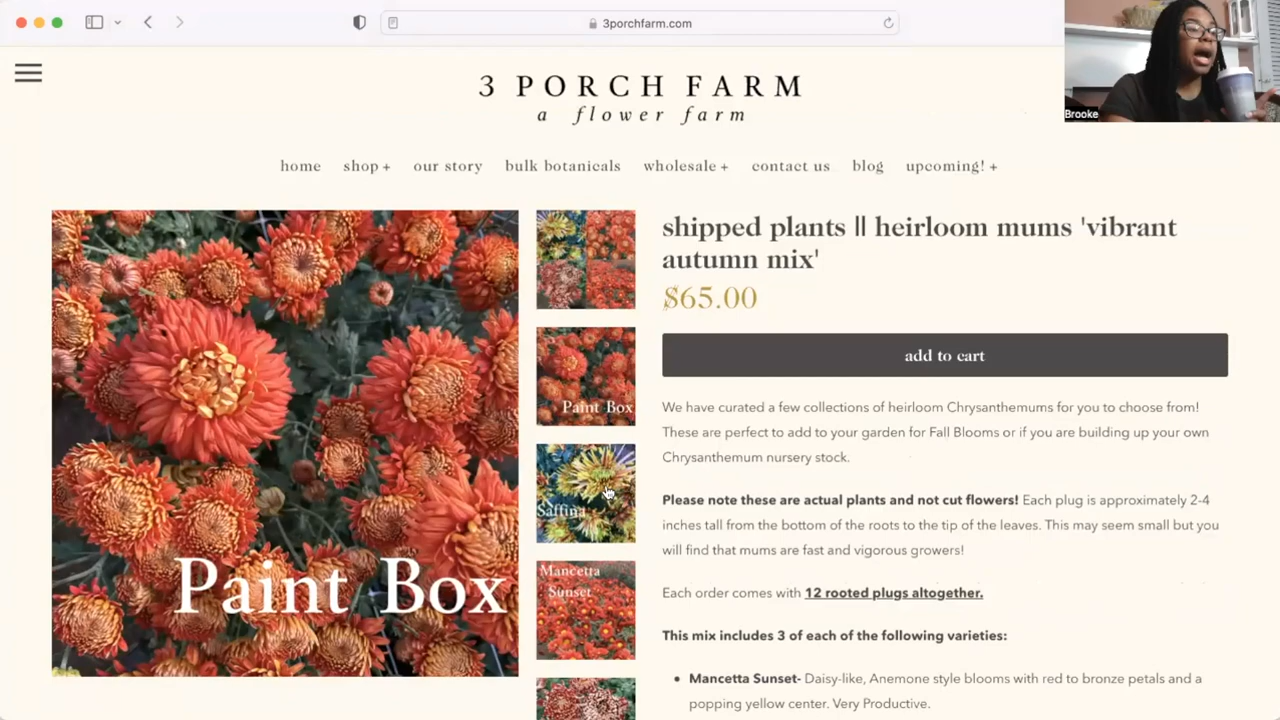 3porchfarm.com
Brooke
3 PORCH FARM
a flower farm
home shop + our story bulk botanicals wholesale + contact us blog upcoming! +
shipped plants || heirloom mums 'vibrant
autumn mix'
$65.00
add to cart
Paint Box
Saffina
Mancetta
Sunset
Paint Box
We have curated a few collections of heirloom Chrysanthemums for you to choose from!
These are perfect to add to your garden for Fall Blooms or if you are building up your own
Chrysanthemum nursery stock.
Please note these are actual plants and not cut flowers! Each plug is approximately 2-4
inches tall from the bottom of the roots to the tip of the leaves. This may seem small but you
will find that mums are fast and vigorous growers!
Each order comes with 12 rooted plugs altogether.
This mix includes 3 of each of the following varieties:
• Mancetta Sunset- Daisy-like, Anemone style blooms with red to bronze petals and a
popping yellow center. Very Productive.